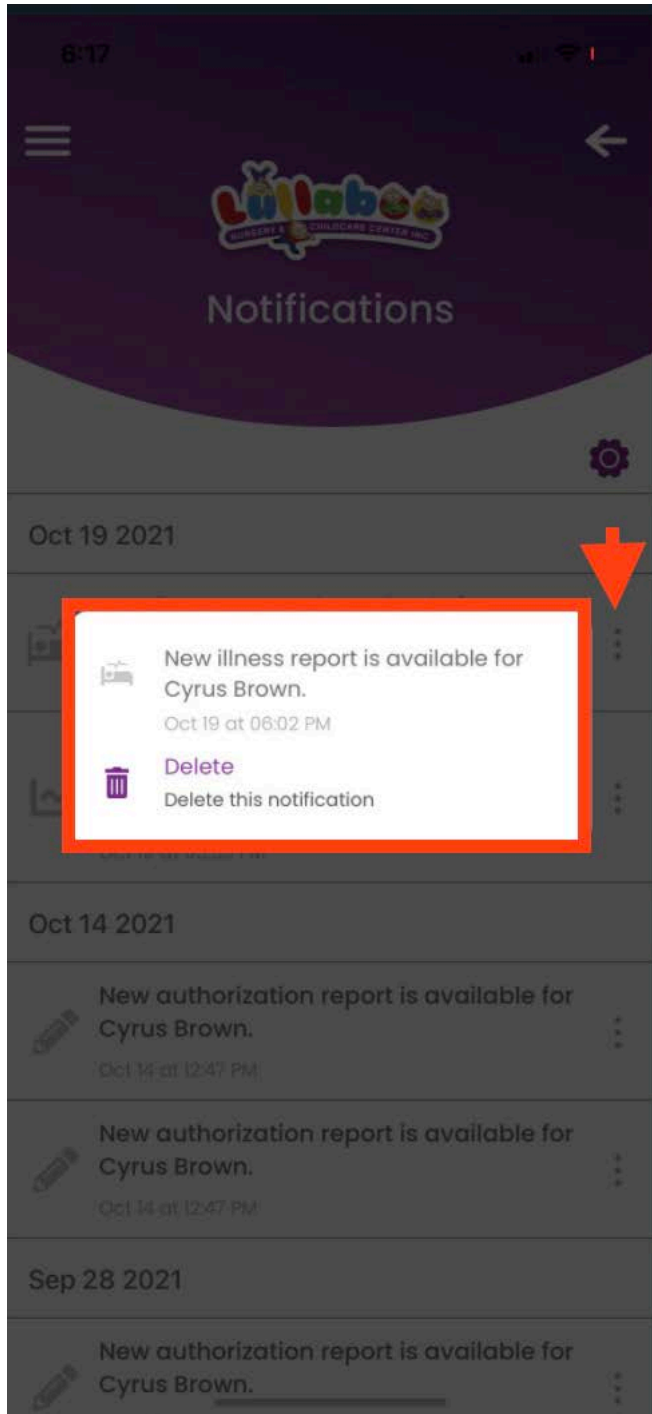 6:17
Lullaboo
NURSERY & CHILDCARE CENTER INC
Notifications
Oct 19 2021
New illness report is available for
Cyrus Brown.
Oct 19 at 06:02 PM
Delete
Delete this notification
Oct 14 2021
New authorization report is available for
Cyrus Brown.
Oct 14 at 12:47 PM
New authorization report is available for
Cyrus Brown.
Oct 14 at 12:47 PM
Sep 28 2021
New authorization report is available for
Cyrus Brown.